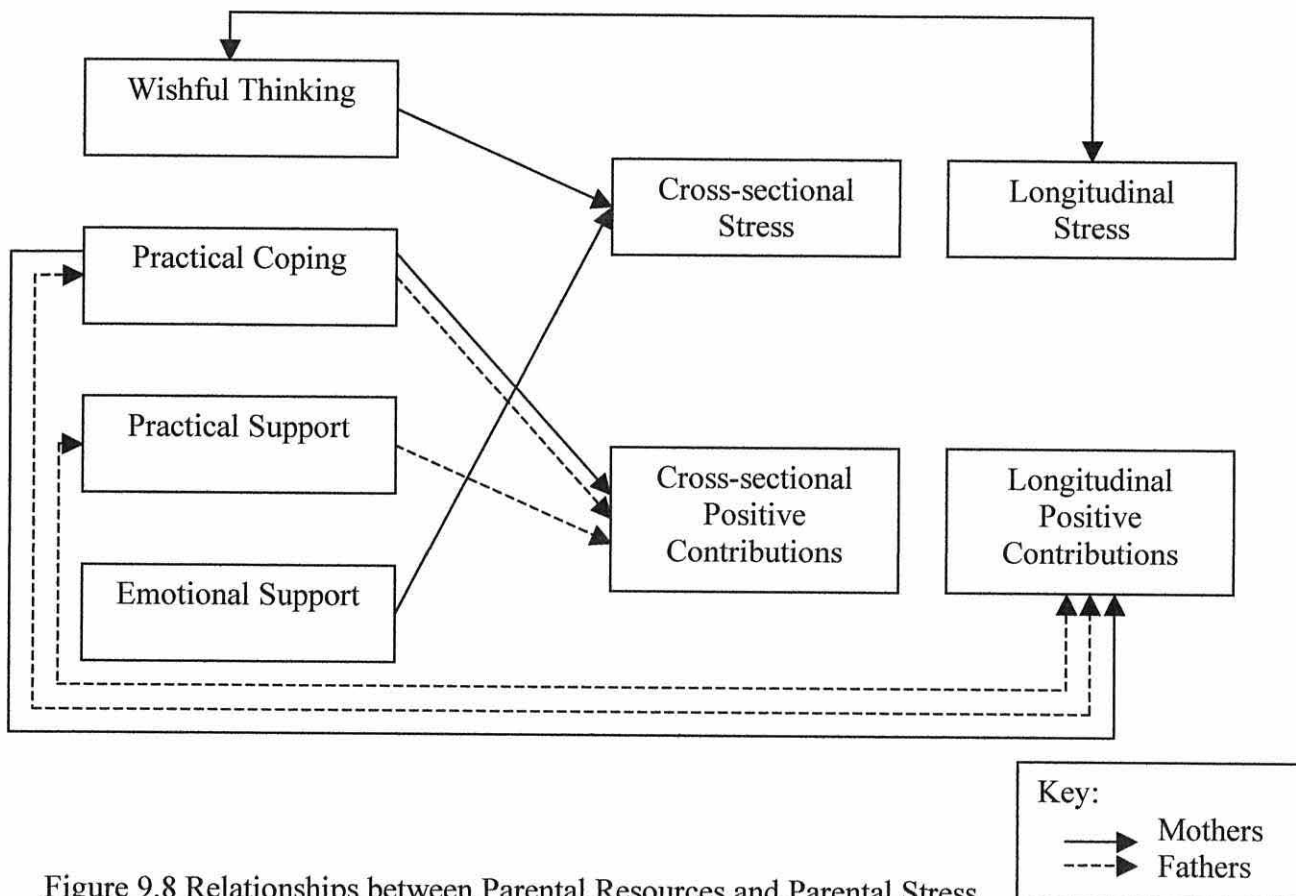 Wishful Thinking
Cross-sectional
Stress
Longitudinal
Stress
Practical Coping
Practical Support
Cross-sectional
Positive
Contributions
Longitudinal
Positive
Contributions
Emotional Support
Key:
Mothers
Fathers
Figure 9.8 Relationships between Parental Resources and Parental Stress